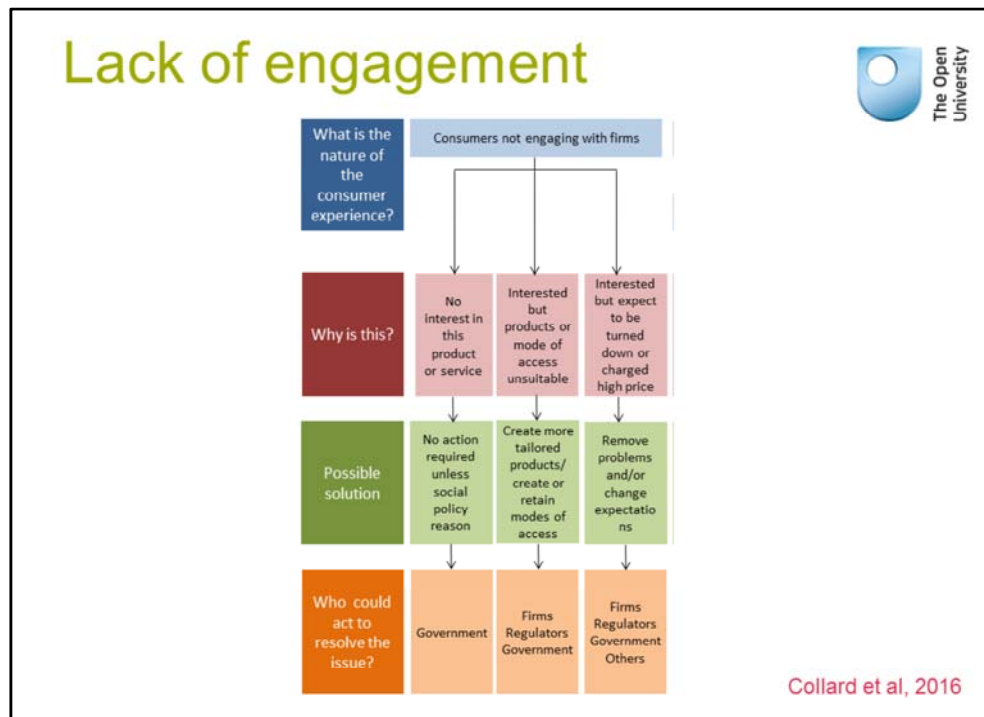 Lack of engagement
The Open
University
What is the
nature of
the
consumer
experience?
Consumers not engaging with firms
Why is this?
No
interest in
this
product
or service
Interested
but
products or
mode of
access
unsuitable
Interested
but expect
to be
turned
down or
charged
high price
Possible
solution
No action
required
unless
social
policy
reason
Create more
tailored
products/
create or
retain
modes of
access
Remove
problems
and/or
change
expectatio
ns
Who could
act to
resolve the
issue?
Government
Firms
Regulators
Government
Firms
Regulators
Government
Others
Collard et al, 2016